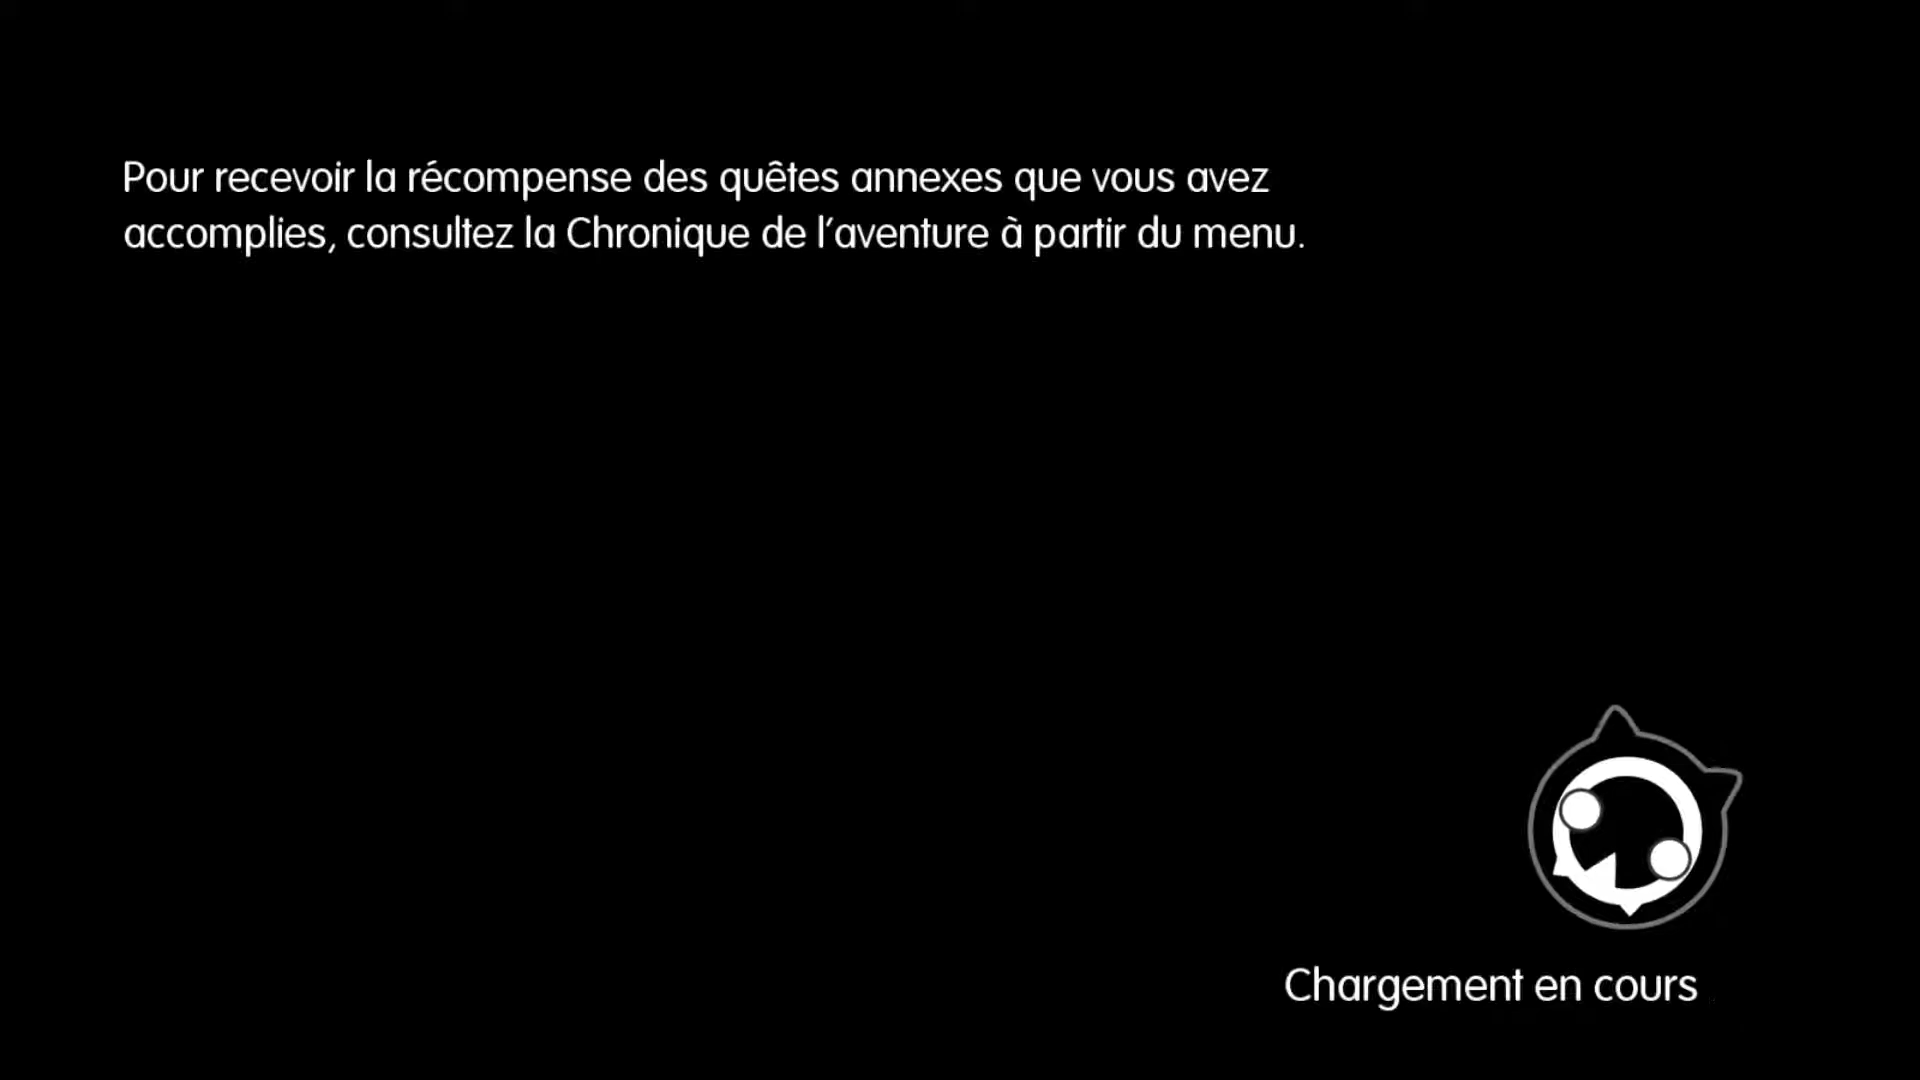 Pour recevoir la récompense des quêtes annexes que vous avez
accomplies, consultez la Chronique de l'aventure à partir du menu.
Chargement en cours